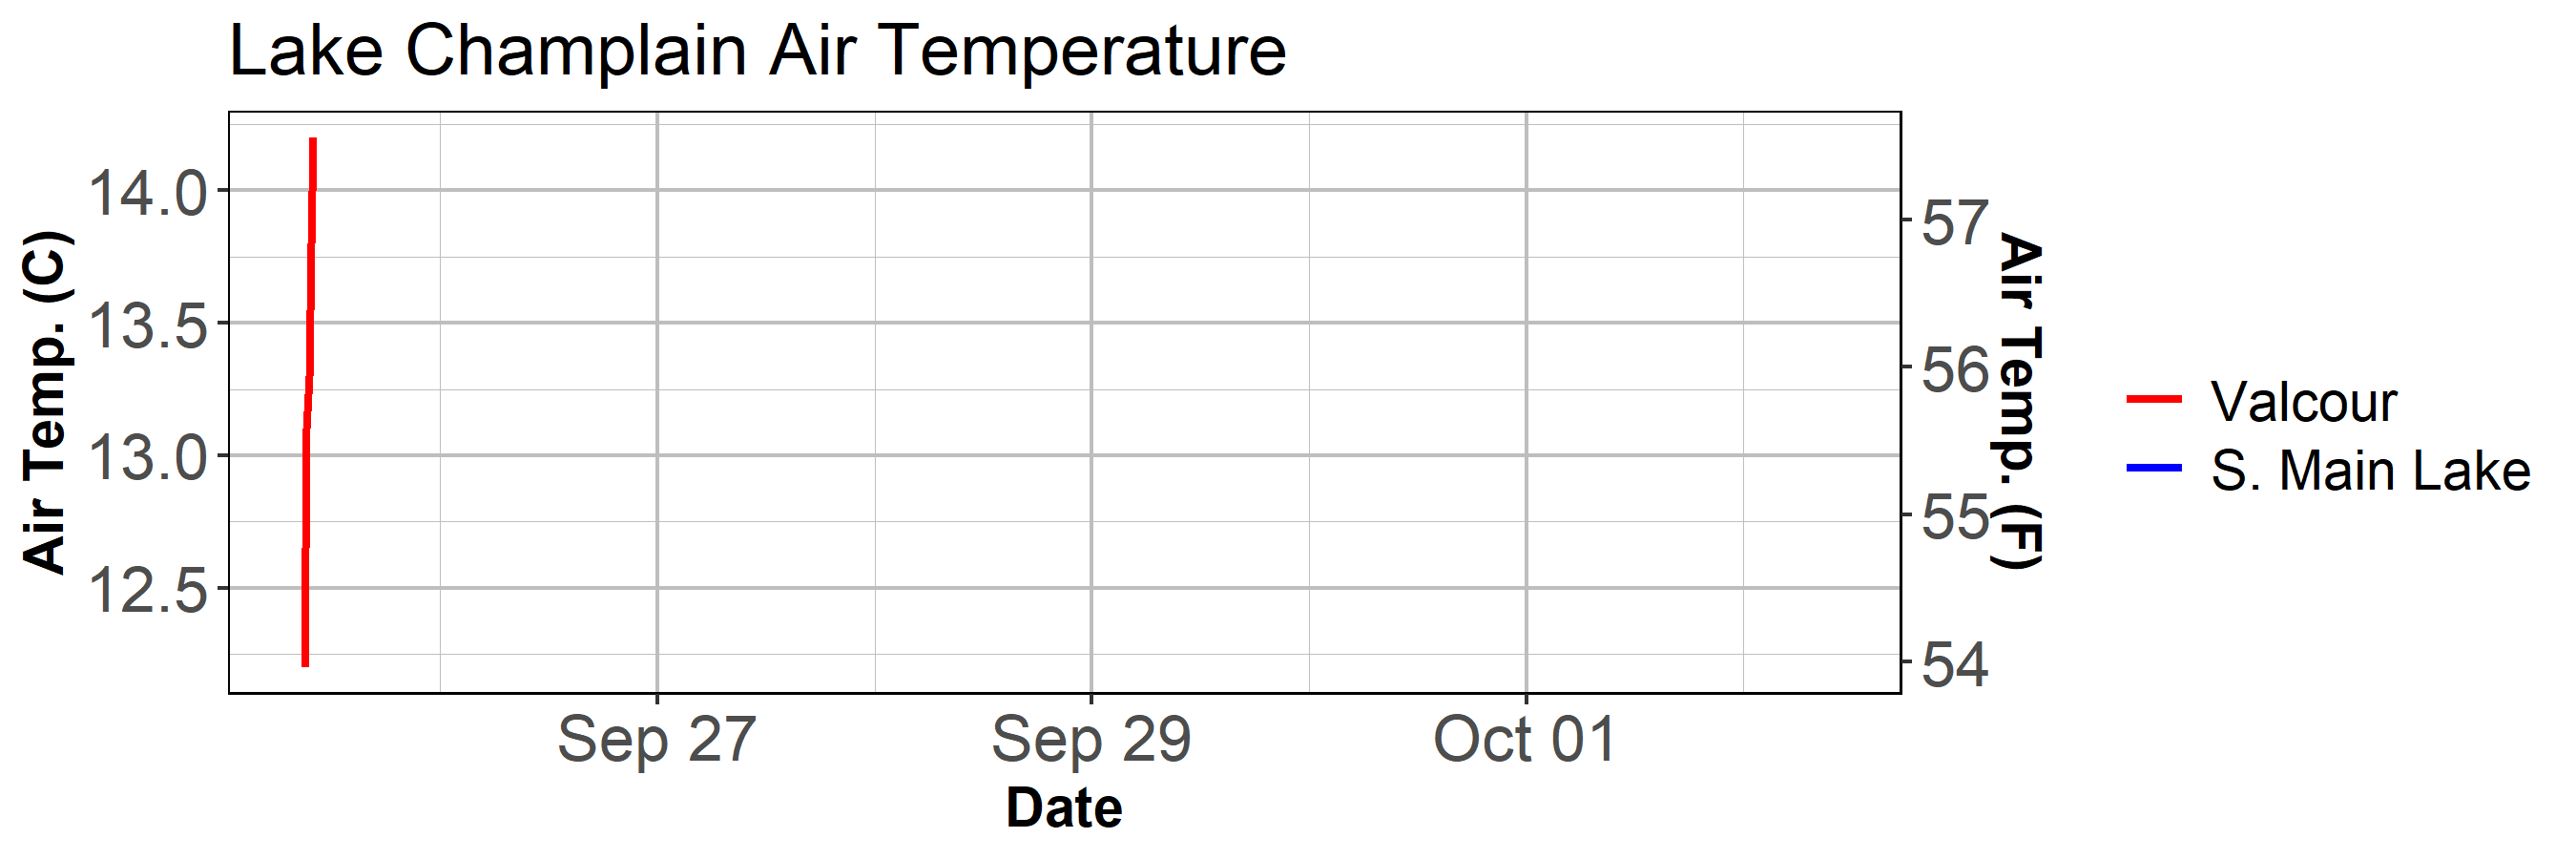 Lake Champlain Air Temperature
Air Temp. (C)
14.0
13.5
13.0
12.5
57
56
55
54
Air Temp. (F)
Valcour
S. Main Lake
Sep 27
Sep 29
Oct 01
Date